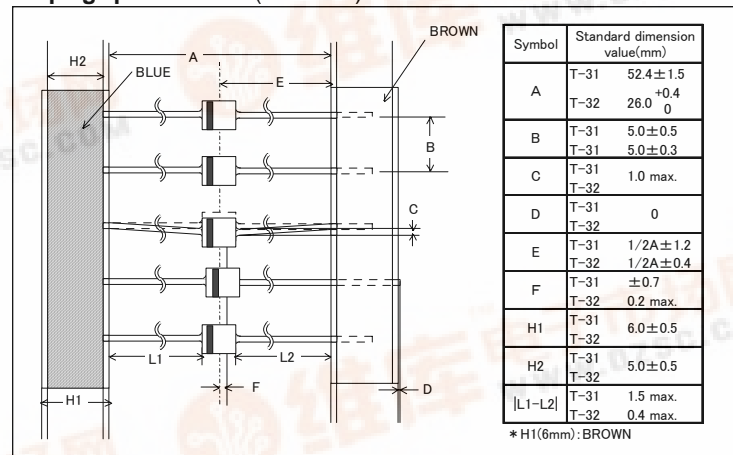 BROWN
A
H2
BLUE
E
B
C
L1
L2
F
D
H1
Symbol
Standard dimension
value(mm)
A
T-31 52.4±1.5
T-32 26.0 +0.4
0
B
T-31 5.0±0.5
T-31 5.0±0.3
C
T-31
T-32
1.0 max.
D
T-31
T-32
0
E
T-31 1/2A±1.2
T-32 1/2A±0.4
F
T-31 ±0.7
T-32 0.2 max.
H1
T-31
T-32
6.0±0.5
H2
T-31
T-32
5.0±0.5
|L1-L2|
T-31 1.5 max.
T-32 0.4 max.
* H1(6mm):BROWN